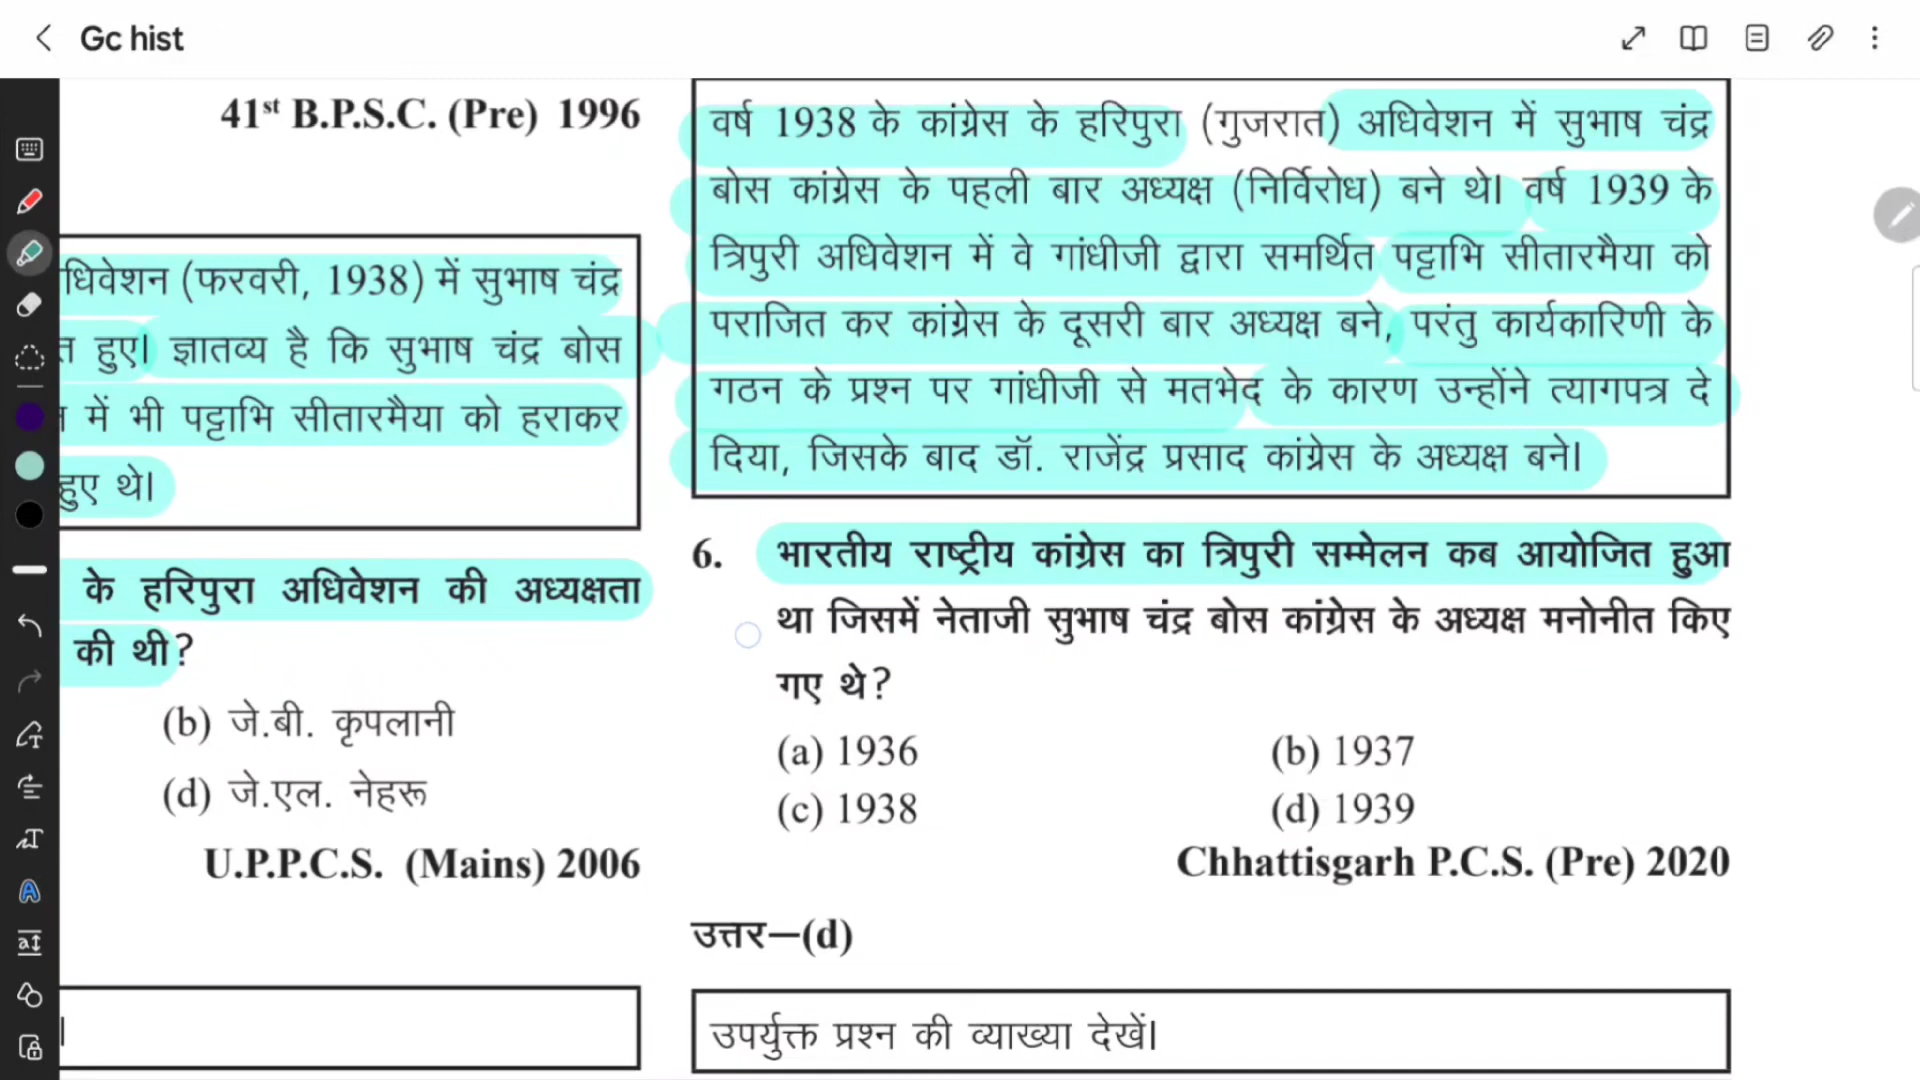 Gc hist
41st B.P.S.C. (Pre) 1996
धिवेशन (फरवरी, 1938) में सुभाष चंद्र
त हुए। ज्ञातव्य है कि सुभाष चंद्र बोस
में भी पट्टाभि सीतारमैया को हराकर
हुए थे।
के हरिपुरा अधिवेशन की अध्यक्षता
की थी?
(b) जे.बी. कृपलानी
(d) जे.एल. नेहरू
U.P.P.C.S. (Mains) 2006
वर्ष 1938 के कांग्रेस के हरिपुरा (गुजरात) अधिवेशन में सुभाष चंद्र
बोस कांग्रेस के पहली बार अध्यक्ष (निर्विरोध) बने थे। वर्ष 1939 के
त्रिपुरी अधिवेशन में वे गांधीजी द्वारा समर्थित पट्टाभि सीतारमैया को
पराजित कर कांग्रेस के दूसरी बार अध्यक्ष बने, परंतु कार्यकारिणी के
गठन के प्रश्न पर गांधीजी से मतभेद के कारण उन्होंने त्यागपत्र दे
दिया, जिसके बाद डॉ. राजेंद्र प्रसाद कांग्रेस के अध्यक्ष बने।
6. भारतीय राष्ट्रीय कांग्रेस का त्रिपुरी सम्मेलन कब आयोजित हुआ
था जिसमें नेताजी सुभाष चंद्र बोस कांग्रेस के अध्यक्ष मनोनीत किए
गए थे?
(a) 1936 (b) 1937
(c) 1938 (d) 1939
Chhattisgarh P.C.S. (Pre) 2020
उत्तर—(d)
उपर्युक्त प्रश्न की व्याख्या देखें।